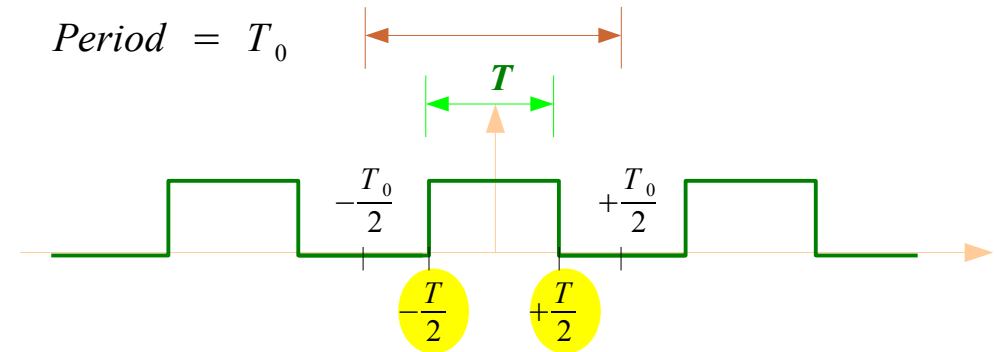 Period = T₀
T
−T₀/2 +T₀/2
−T/2 +T/2